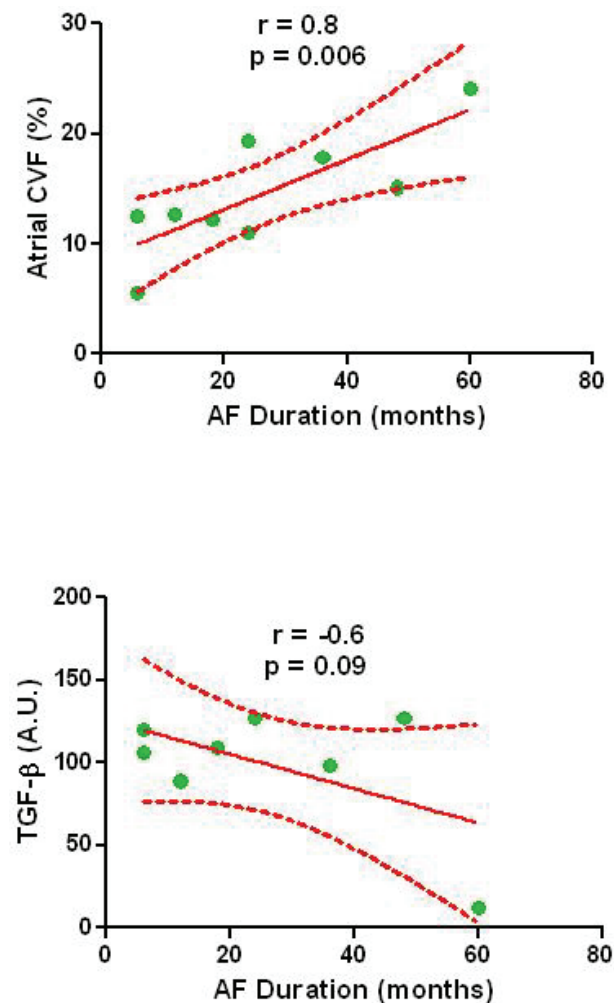 r = 0.8
p = 0.006
Atrial CVF (%)
30
20
10
0
0 20 40 60 80
AF Duration (months)
r = -0.6
p = 0.09
TGF-β (A.U.)
200
150
100
50
0
0 20 40 60 80
AF Duration (months)